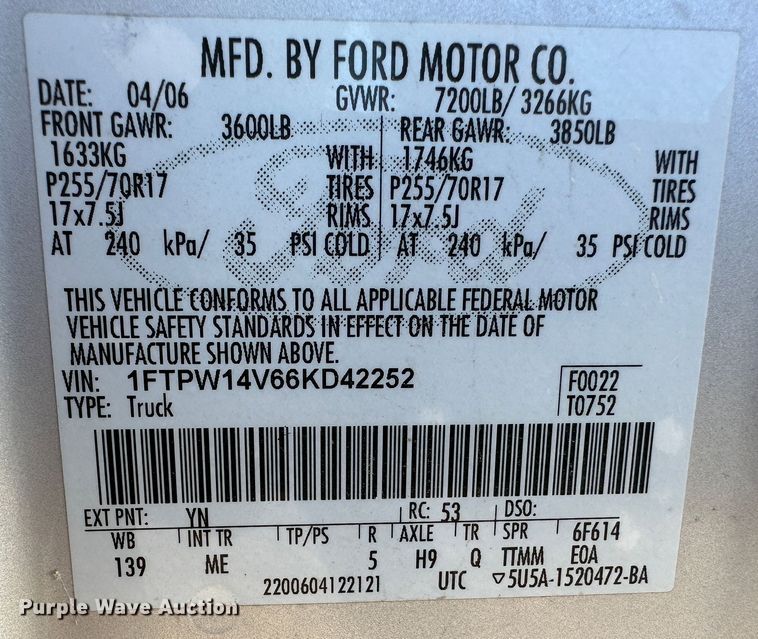 MFD. BY FORD MOTOR CO.
DATE: 04/06 GVWR: 7200LB/ 3266KG
FRONT GAWR: 3600LB REAR GAWR: 3850LB
1633KG WITH 1746KG WITH
P255/70R17 TIRES P255/70R17 TIRES
17x7.5J RIMS 17x7.5J RIMS
AT 240 kPa/ 35 PSI COLD AT 240 kPa/ 35 PSI COLD
Ford
THIS VEHICLE CONFORMS TO ALL APPLICABLE FEDERAL MOTOR
VEHICLE SAFETY STANDARDS IN EFFECT ON THE DATE OF
MANUFACTURE SHOWN ABOVE.
VIN: 1FTPW14V66KD42252 F0022
TYPE: Truck T0752
EXT PNT: YN RC: 53 DSO:
WB INT TR TP/PS R AXLE TR SPR 6F614
139 ME 5 H9 Q TTMM E0A
2200604122121 UTC ▽5U5A-1520472-BA
Purple Wave Auction